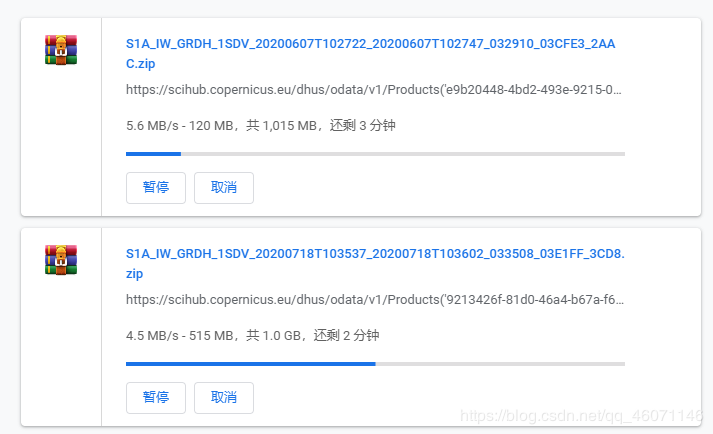 S1A_IW_GRDH_1SDV_20200607T102722_20200607T102747_032910_03CFE3_2AA
C.zip
https://scihub.copernicus.eu/dhus/odata/v1/Products('e9b20448-4bd2-493e-9215-0…
5.6 MB/s - 120 MB，共 1,015 MB，还剩 3 分钟
暂停 取消
S1A_IW_GRDH_1SDV_20200718T103537_20200718T103602_033508_03E1FF_3CD8.
zip
https://scihub.copernicus.eu/dhus/odata/v1/Products('9213426f-81d0-46a4-b67a-f6…
4.5 MB/s - 515 MB，共 1.0 GB，还剩 2 分钟
暂停 取消
https://blog.csdn.net/qq_46071146